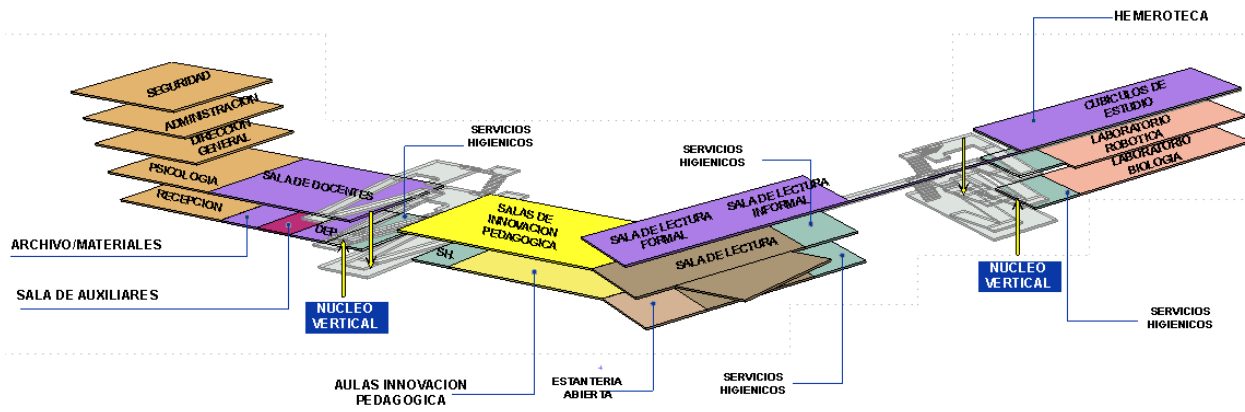 HEMEROTECA
SEGURIDAD
ADMINISTRACION
DIRECCION
GENERAL
PSICOLOGIA
RECEPCION
SALA DE DOCENTES
DEP.
SERVICIOS
HIGIENICOS
ARCHIVO/MATERIALES
SALA DE AUXILIARES
NUCLEO
VERTICAL
SH.
SALAS DE
INNOVACION
PEDAGOGICA
SALA DE LECTURA
FORMAL
SALA DE LECTURA
INFORMAL
SALA DE LECTURA
SERVICIOS
HIGIENICOS
CUBICULOS DE
ESTUDIO
LABORATORIO
ROBOTICA
LABORATORIO
BIOLOGIA
NUCLEO
VERTICAL
SERVICIOS
HIGIENICOS
AULAS INNOVACION
PEDAGOGICA
ESTANTERIA
ABIERTA
SERVICIOS
HIGIENICOS